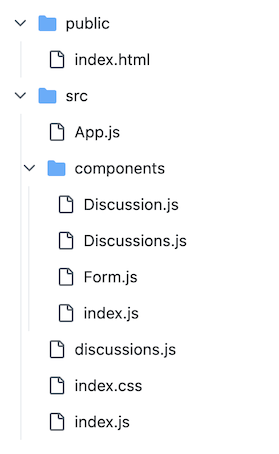 public
index.html
src
App.js
components
Discussion.js
Discussions.js
Form.js
index.js
discussions.js
index.css
index.js